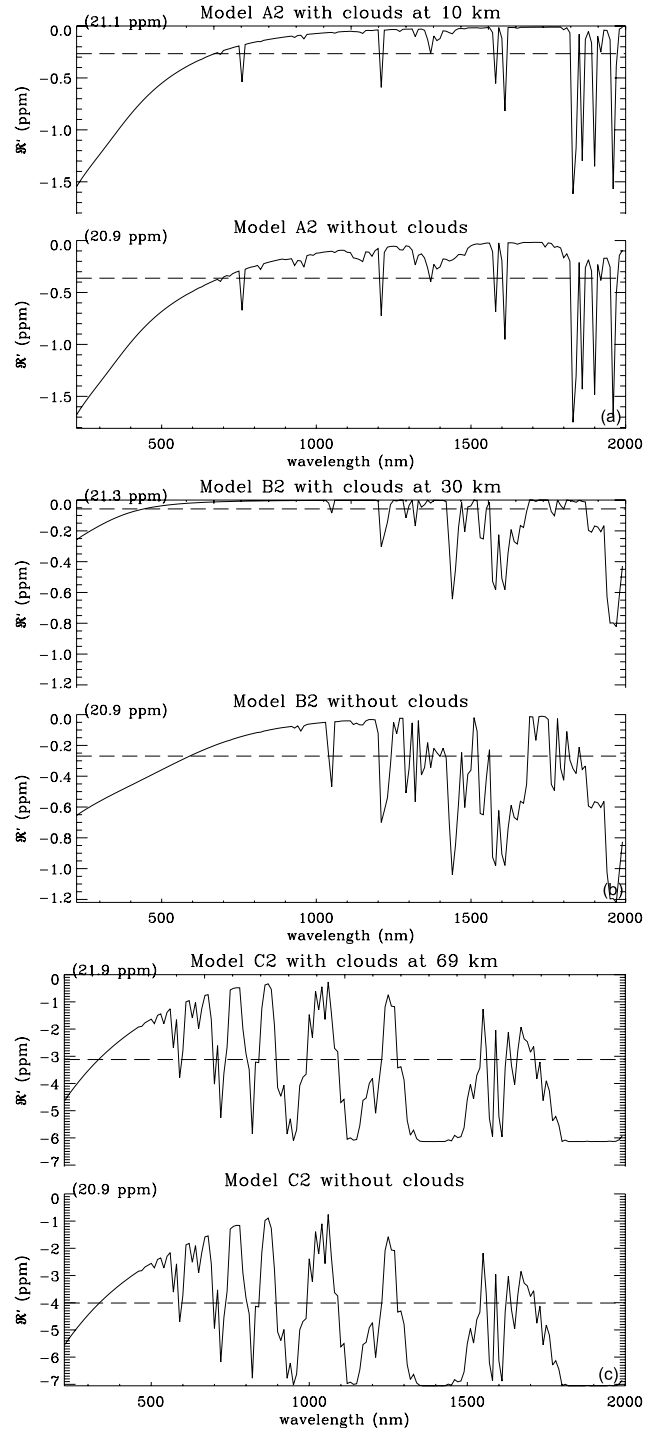 Model A2 with clouds at 10 km
(21.1 ppm)
0.0
−0.5
−1.0
−1.5
ℜ' (ppm)
Model A2 without clouds
(20.9 ppm)
0.0
−0.5
−1.0
−1.5
ℜ' (ppm)
(a)
500 1000 1500 2000
wavelength (nm)
Model B2 with clouds at 30 km
(21.3 ppm)
0.0
−0.2
−0.4
−0.6
−0.8
−1.0
−1.2
ℜ' (ppm)
Model B2 without clouds
(20.9 ppm)
0.0
−0.2
−0.4
−0.6
−0.8
−1.0
−1.2
ℜ' (ppm)
(b)
500 1000 1500 2000
wavelength (nm)
Model C2 with clouds at 69 km
(21.9 ppm)
0
−1
−2
−3
−4
−5
−6
−7
ℜ' (ppm)
Model C2 without clouds
(20.9 ppm)
0
−1
−2
−3
−4
−5
−6
−7
ℜ' (ppm)
(c)
500 1000 1500 2000
wavelength (nm)